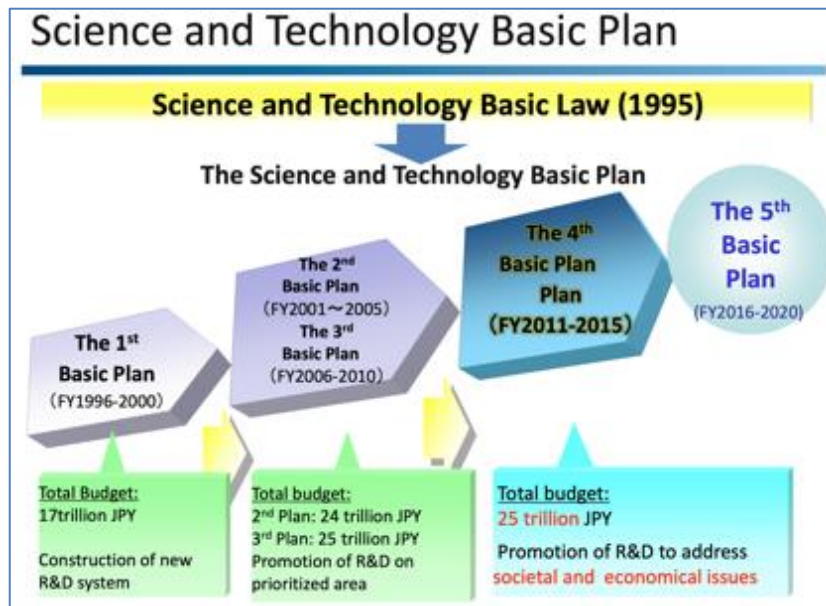 Science and Technology Basic Plan
Science and Technology Basic Law (1995)
The Science and Technology Basic Plan
The 1st
Basic Plan
(FY1996-2000)
The 2nd
Basic Plan
(FY2001～2005)
The 3rd
Basic Plan
(FY2006-2010)
The 4th
Basic Plan
Plan
(FY2011-2015)
The 5th
Basic
Plan
(FY2016-2020)
Total Budget:
17trillion JPY
Construction of new
R&D system
Total budget:
2nd Plan: 24 trillion JPY
3rd Plan: 25 trillion JPY
Promotion of R&D on
prioritized area
Total budget:
25 trillion JPY
Promotion of R&D to address
societal and economical issues